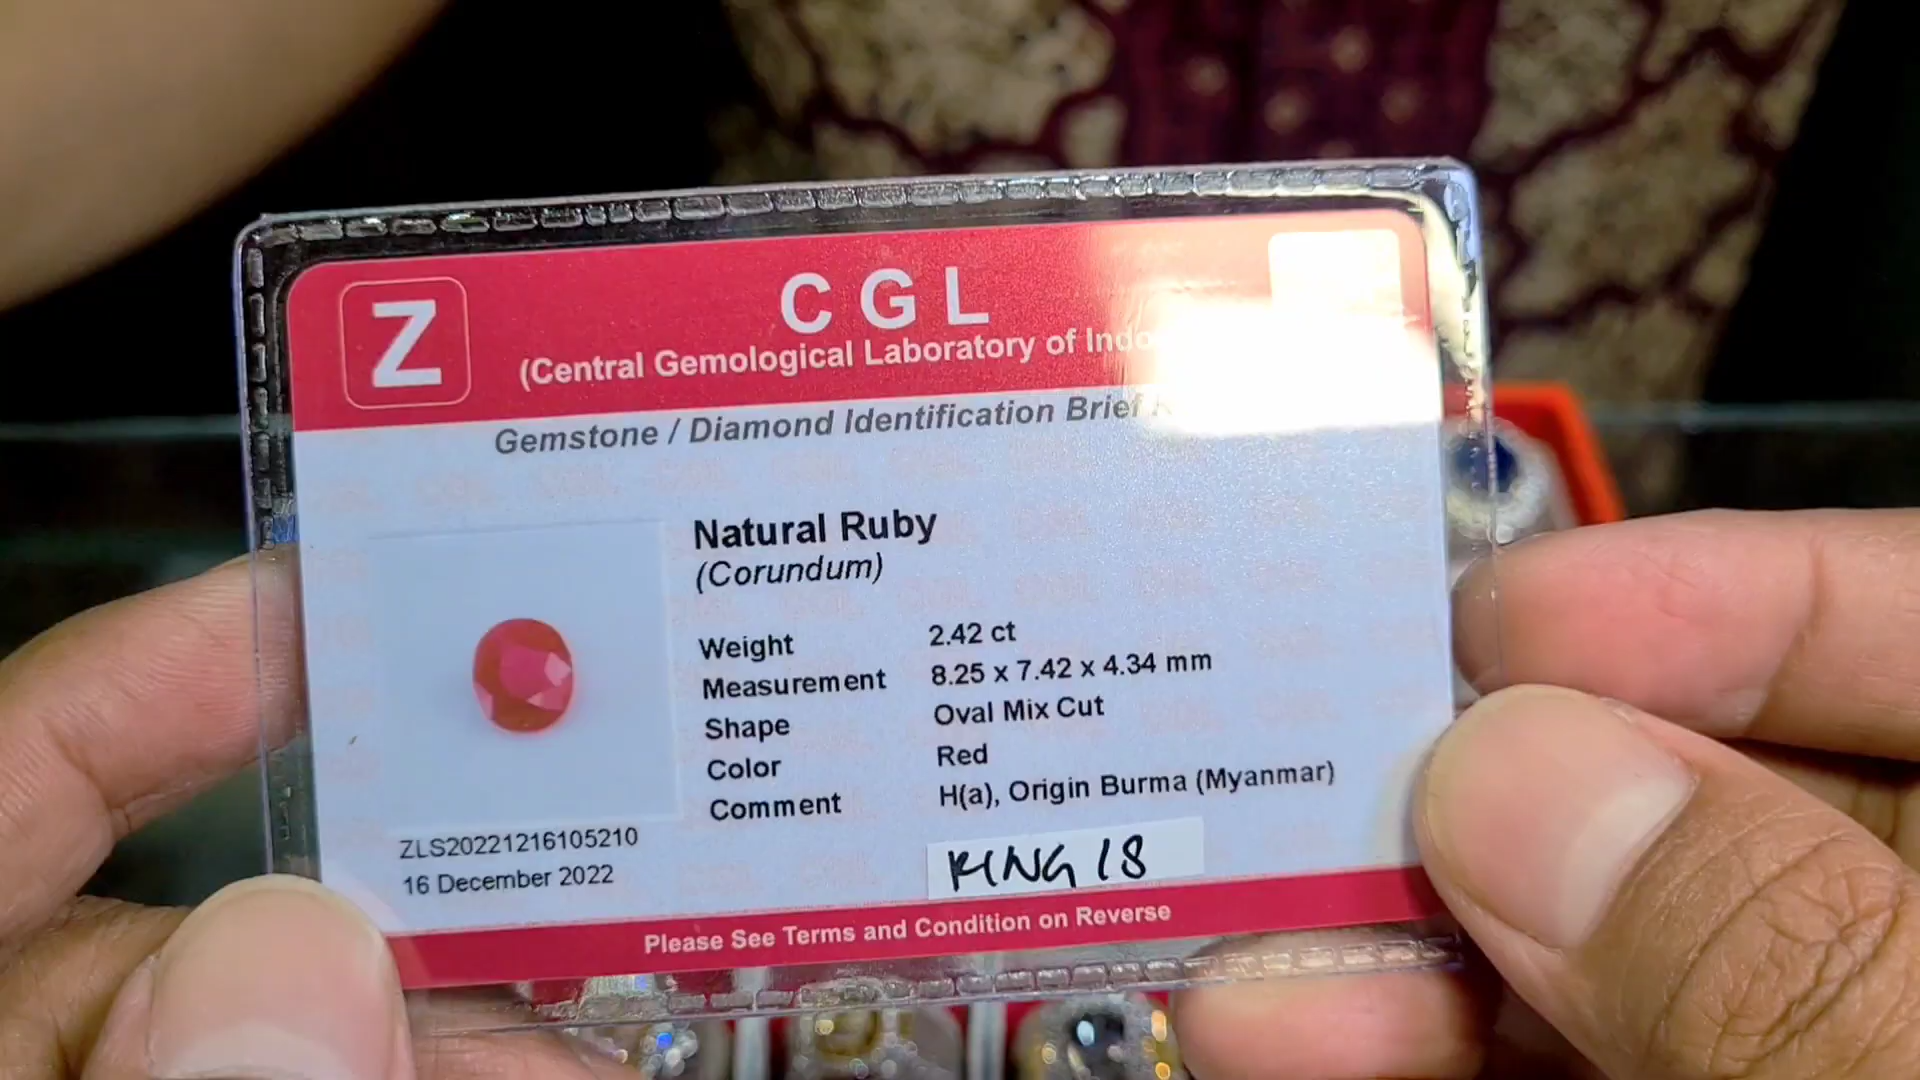 Z
C G L
(Central Gemological Laboratory of Indo
Gemstone / Diamond Identification Brief
Natural Ruby
(Corundum)
Weight 2.42 ct
Measurement 8.25 x 7.42 x 4.34 mm
Shape Oval Mix Cut
Color Red
Comment H(a), Origin Burma (Myanmar)
ZLS20221216105210
16 December 2022
RING 18
Please See Terms and Condition on Reverse